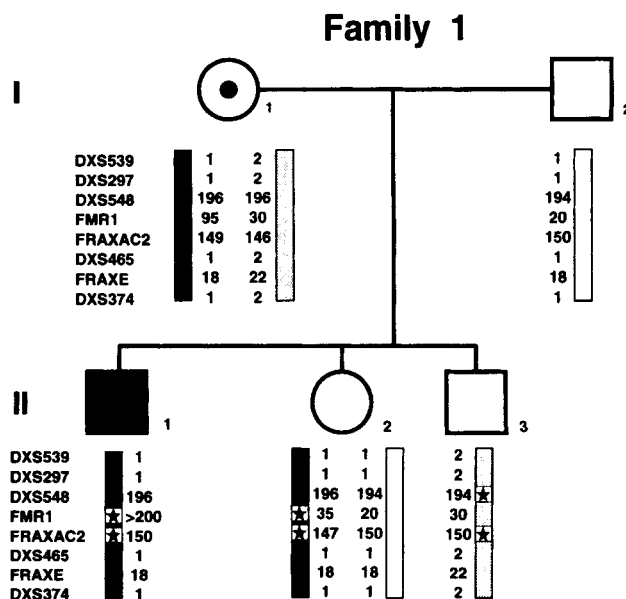 Family 1
I
1
2
DXS539 1 2 1
DXS297 1 2 1
DXS548 196 196 194
FMR1 95 30 20
FRAXAC2 149 146 150
DXS465 1 2 1
FRAXE 18 22 18
DXS374 1 2 1
II
1
2
3
DXS539 1 1 1 2
DXS297 1 1 1 2
DXS548 196 196 194 194
FMR1 >200 35 20 30
FRAXAC2 150 147 150 150
DXS465 1 1 1 2
FRAXE 18 18 18 22
DXS374 1 1 1 2